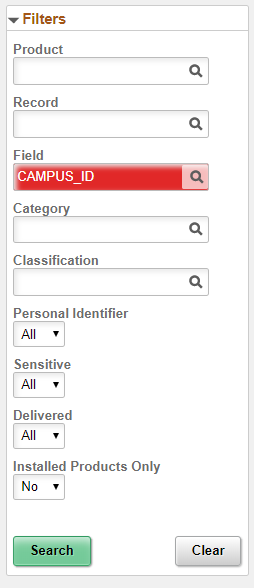 Filters
Product
Record
Field
CAMPUS_ID
Category
Classification
Personal Identifier
All
Sensitive
All
Delivered
All
Installed Products Only
No
Search Clear